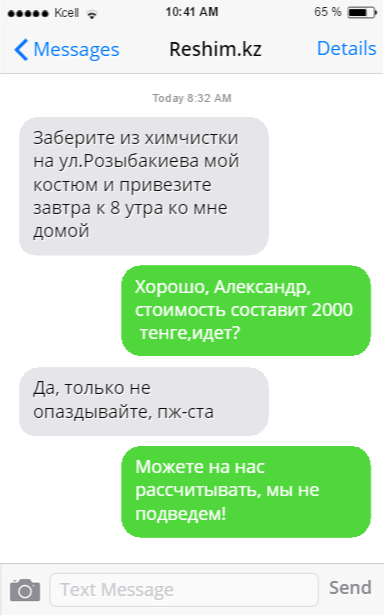 Kcell 10:41 AM 65 %
Messages Reshim.kz Details
Today 8:32 AM
Заберите из химчистки
на ул.Розыбакиева мой
костюм и привезите
завтра к 8 утра ко мне
домой
Хорошо, Александр,
стоимость составит 2000
тенге,идет?
Да, только не
опаздывайте, пж-ста
Можете на нас
рассчитывать, мы не
подведем!
Text Message Send